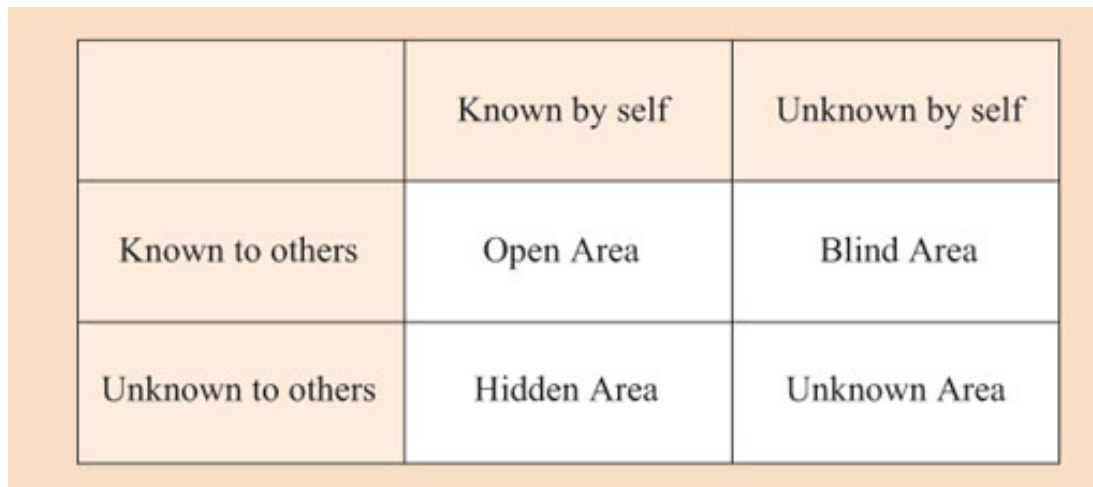 Known by self Unknown by self
Known to others Open Area Blind Area
Unknown to others Hidden Area Unknown Area